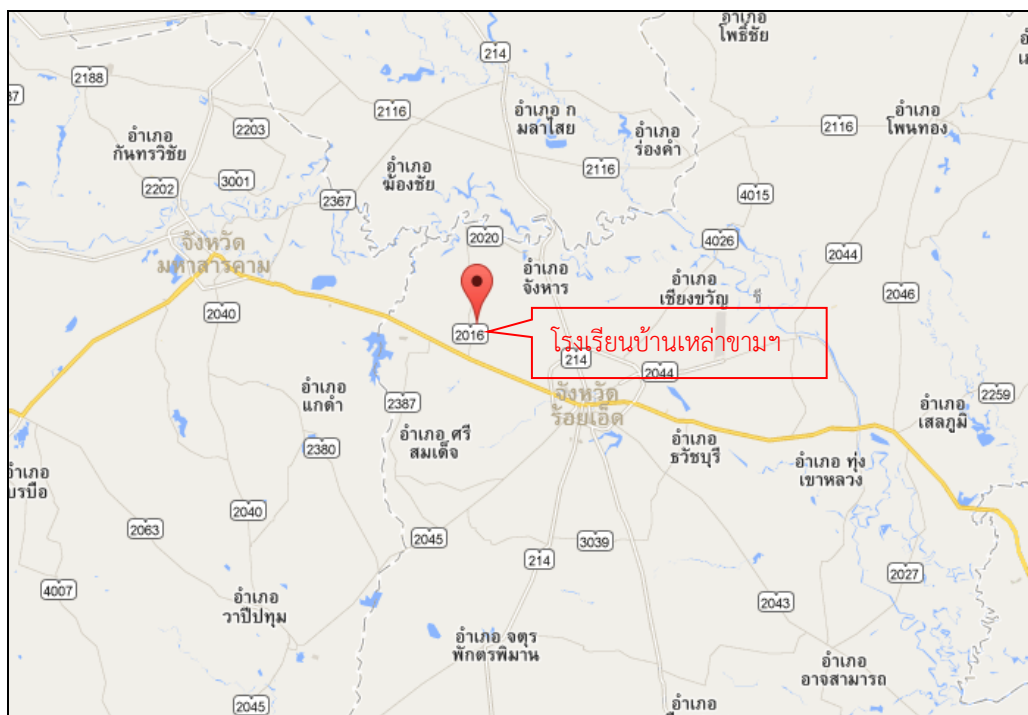 อำเภอ
โพธิ์ชัย
214
2188
2116
อำเภอ ก
มลาไสย
2203
อำเภอ
กันทรวิชัย
อำเภอ
ร่องคำ
2116
อำเภอ
โพนทอง
อำเภอ
ฆ้องชัย
2116
3001
2202
2367
4015
2020
จังหวัด
มหาสารคาม
4026
2044
อำเภอ
จังหาร
อำเภอ
เชียงขวัญ
ชี
2046
2040
2016
โรงเรียนบ้านเหล่าขามฯ
214
2044
อำเภอ
แกดำ
2387
จังหวัด
ร้อยเอ็ด
2259
อำเภอ
เสลภูมิ
2380
อำเภอ ศรี
สมเด็จ
อำเภอ
ธวัชบุรี
อำเภอ ทุ่ง
เขาหลวง
อำเภอ
บรบือ
2040
2063
2045
3039
214
2027
4007
อำเภอ
วาปีปทุม
2043
อำเภอ จตุร
พักตรพิมาน
อำเภอ
อาจสามารถ
2045
อำเภอ